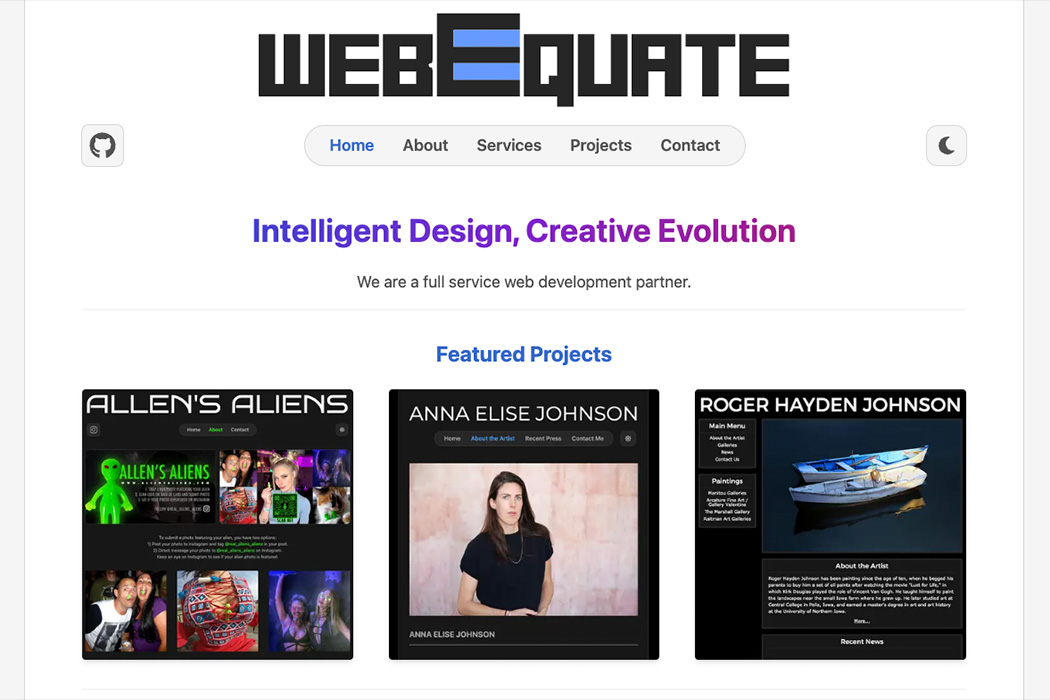 WEBEQUATE
Home About Services Projects Contact
Intelligent Design, Creative Evolution
We are a full service web development partner.
Featured Projects
ALLEN'S ALIENS
Home About Contact
ALLEN'S ALIENS
To submit a photo featuring your alien, you have two options:
1) Post your photo to Instagram and tag @real_allens_aliens in your post.
2) Direct message your photo to @real_allens_aliens on Instagram.
Keep an eye on Instagram to see if your alien photo is featured!
ANNA ELISE JOHNSON
Home About the Artist Recent Press Contact Me
ANNA ELISE JOHNSON
ROGER HAYDEN JOHNSON
Main Menu
About the Artist
Galleries
News
Contact Us
Paintings
Manitou Galleries
Arcature Fine Art /
Gallery Valentine
The Marshall Gallery
Rattrian Art Galleries
About the Artist
Roger Hayden Johnson has been painting since the age of ten, when he begged his
parents to buy him a set of oil paints after watching the movie "Lust for Life," in
which Kirk Douglas played the role of Vincent Van Gogh. He taught himself to paint
the landscapes near the small Iowa farm where he grew up. He later studied art at
Central College in Pella, Iowa, and earned a master's degree in art and art history
at the University of Northern Iowa.
More...
Recent News